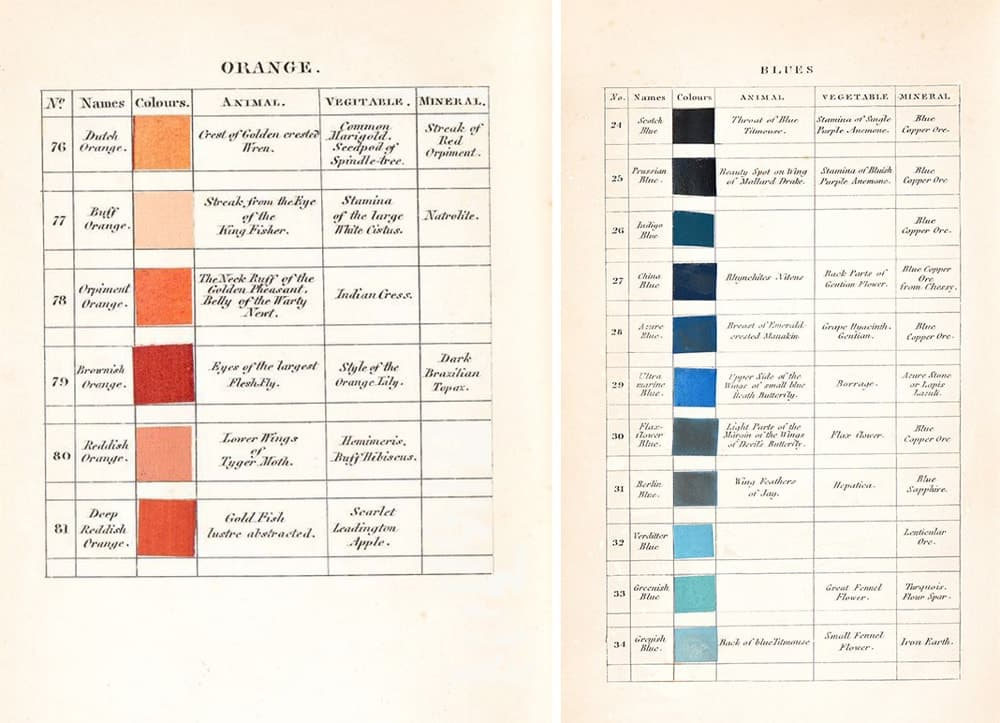 ORANGE.
Nº. Names Colours. ANIMAL. VEGITABLE. MINERAL.
76 Dutch Orange. Crest of Golden crested Wren. Common Marigold. Seedpod of Spindle-tree. Streak of Red Orpiment.
77 Buff Orange. Streak from the Eye of the King Fisher. Stamina of the large White Cistus. Natrolite.
78 Orpiment Orange. The Neck Ruff of the Golden Pheasant. Belly of the Warty Newt. Indian Cress.
79 Brownish Orange. Eyes of the largest Flesh Fly. Style of the Orange Lily. Dark Brazilian Topaz.
80 Reddish Orange. Lower Wings of Tyger Moth. Hemimeris. Buff Hibiscus.
81 Deep Reddish Orange. Gold Fish lustre abstracted. Scarlet Leadington Apple.
BLUES
No. Names Colours ANIMAL VEGETABLE MINERAL
24 Scotch Blue Throat of Blue Titmouse. Stamina of Single Purple Anemone. Blue Copper Ore.
25 Prussian Blue. Beauty Spot on Wing of Mallard Drake. Stamina of Bluish Purple Anemone. Blue Copper Ore
26 Indigo Blue Blue Copper Ore.
27 China Blue Rhynchites Nitens Back Parts of Gentian Flower. Blue Copper Ore from Chessy.
28 Azure Blue. Breast of Emerald-crested Manakin Grape Hyacinth. Gentian. Blue Copper Ore.
29 Ultramarine Blue. Upper Side of the Wings of small blue Heath Butterfly. Borrage. Azure Stone or Lapis Lazuli.
30 Flax-flower Blue. Light Parts of the Margin of the Wings of Devil's Butterfly. Flax flower. Blue Copper Ore
31 Berlin Blue. Wing Feathers of Jay. Hepatica. Blue Sapphire.
32 Verditter Blue Lenticular Ore.
33 Greenish Blue Great Fennel Flower. Turquois. Flour Spar.
34 Greyish Blue. Back of blue Titmouse Small Fennel Flower. Iron Earth.